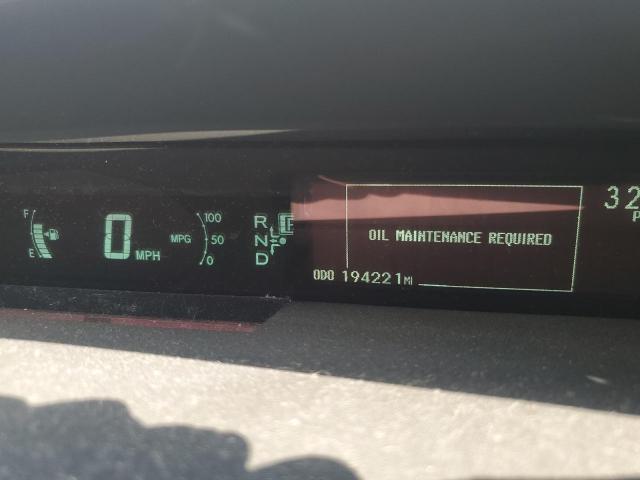 F
E
0 MPH
MPG
100
50
0
R
N
D
P
OIL MAINTENANCE REQUIRED
ODO 194221 MI
32
P